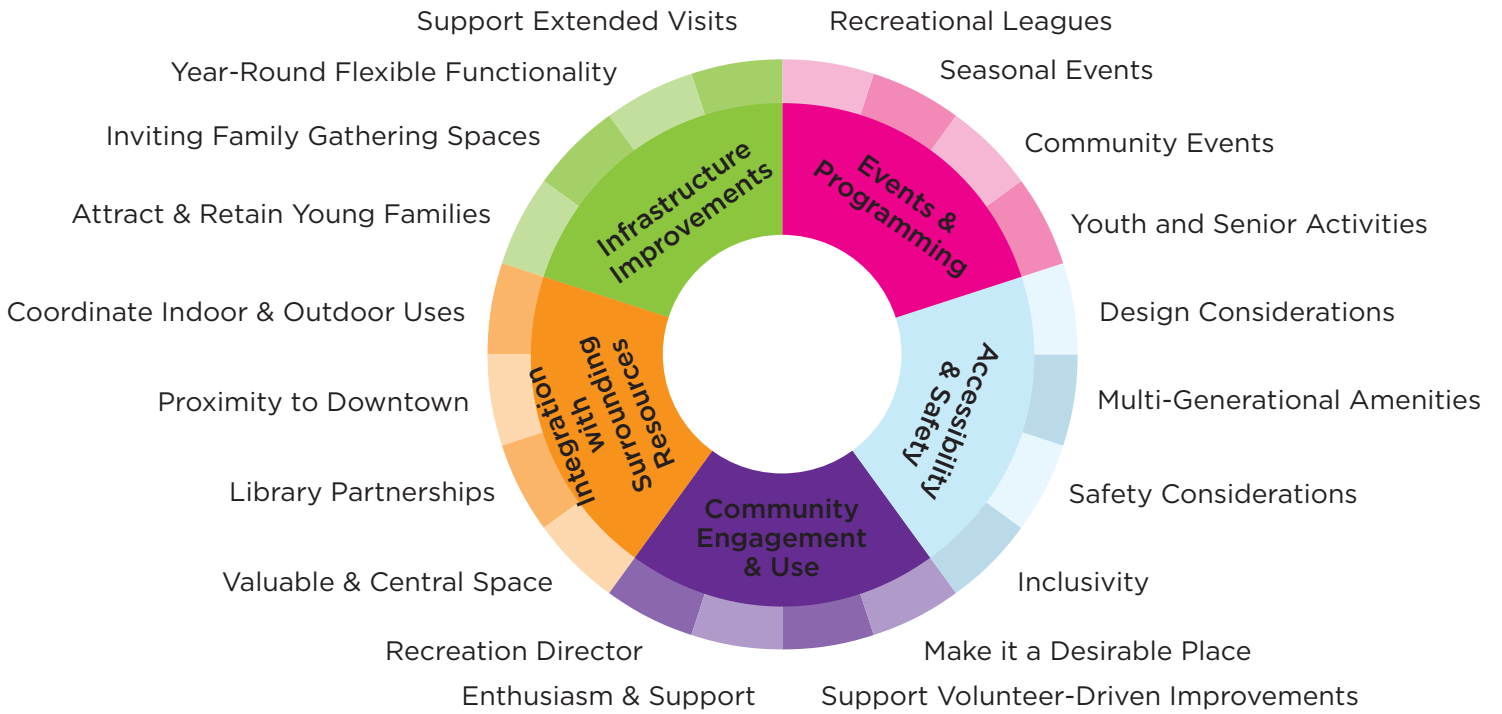 Support Extended Visits
Recreational Leagues
Year-Round Flexible Functionality
Seasonal Events
Inviting Family Gathering Spaces
Community Events
Attract & Retain Young Families
Youth and Senior Activities
Infrastructure
Improvements
Events &
Programming
Coordinate Indoor & Outdoor Uses
Design Considerations
Proximity to Downtown
Multi-Generational Amenities
Integration
with
Surrounding
Resources
Accessibility
& Safety
Library Partnerships
Safety Considerations
Community
Engagement
& Use
Valuable & Central Space
Inclusivity
Recreation Director
Make it a Desirable Place
Enthusiasm & Support
Support Volunteer-Driven Improvements